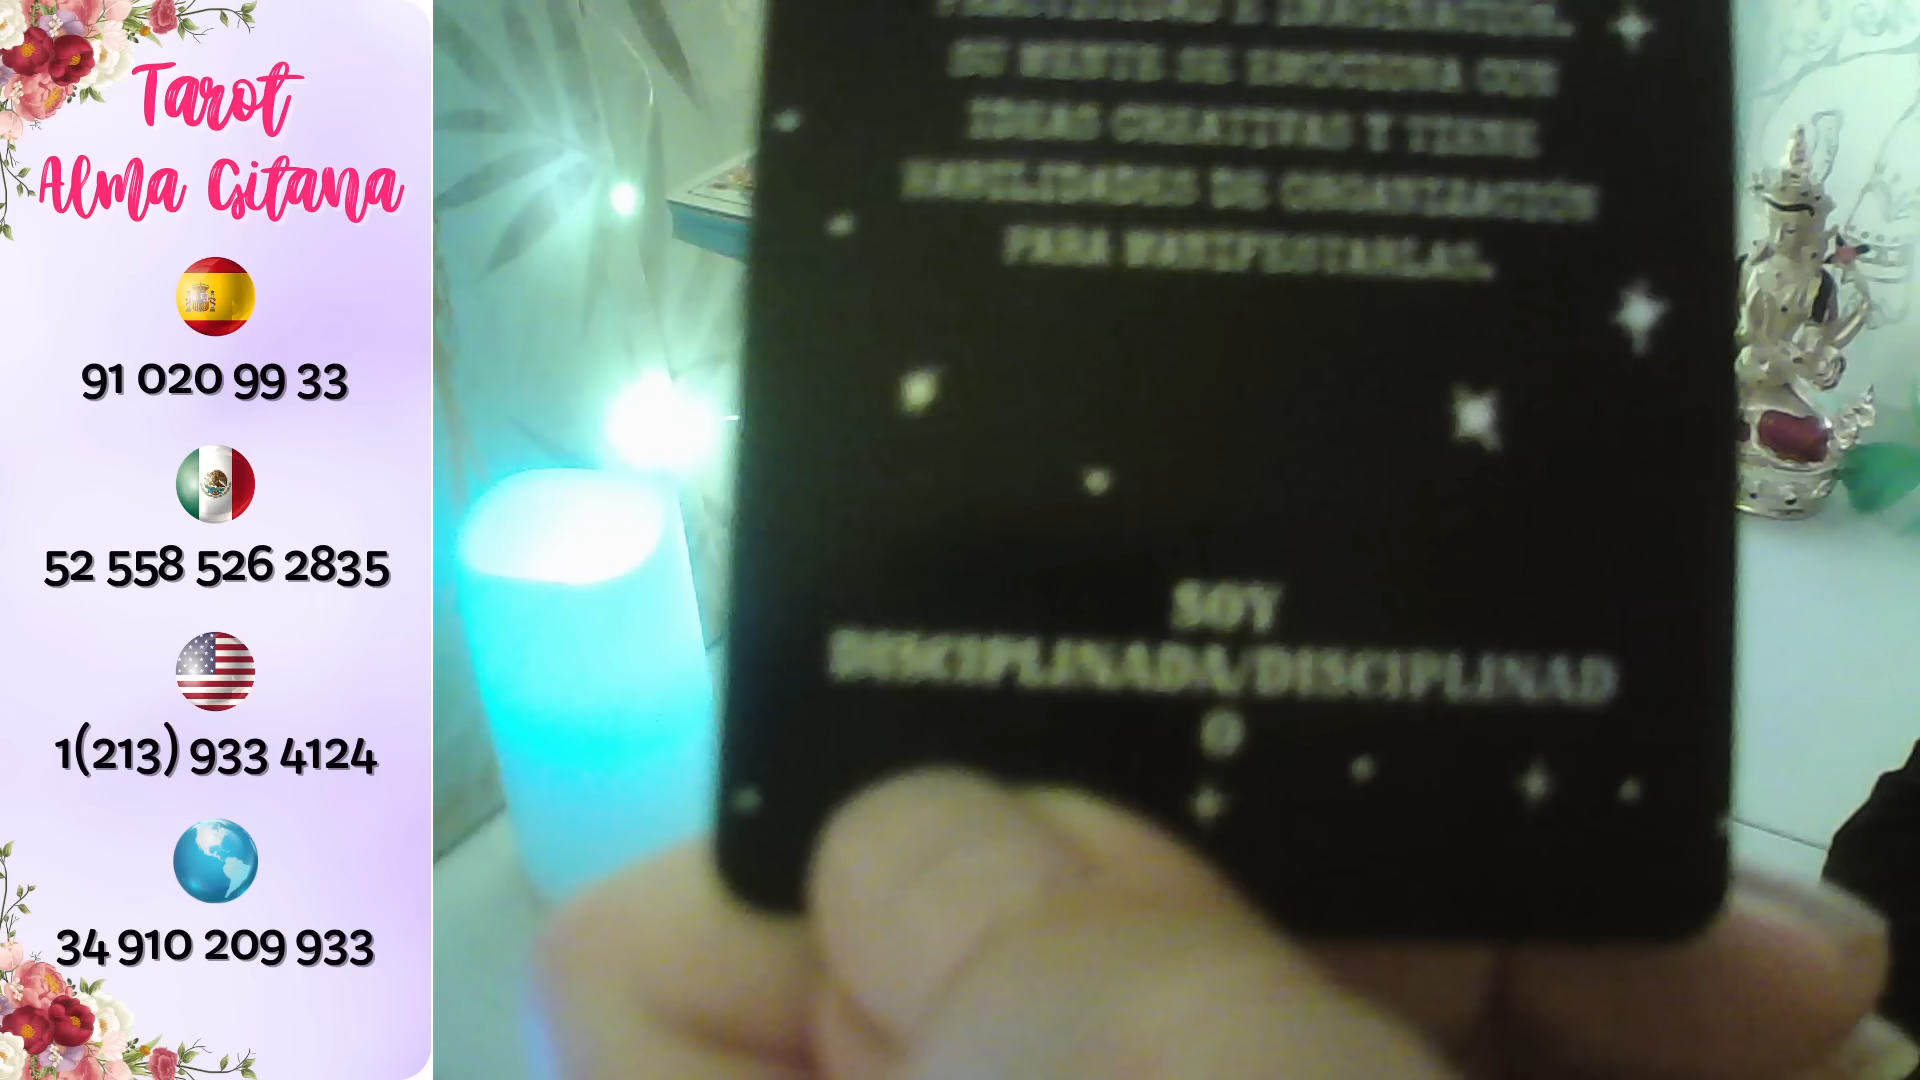 Tarot
Alma Gitana
91 020 99 33
52 558 526 2835
1(213) 933 4124
34 910 209 933
E IMAGINACIÓN.
SU MENTE SE EMOCIONA CON
IDEAS CREATIVAS Y TIENE
HABILIDADES DE ORGANIZACIÓN
PARA MANIFESTARLAS.
SOY
DISCIPLINADA/DISCIPLINAD
O